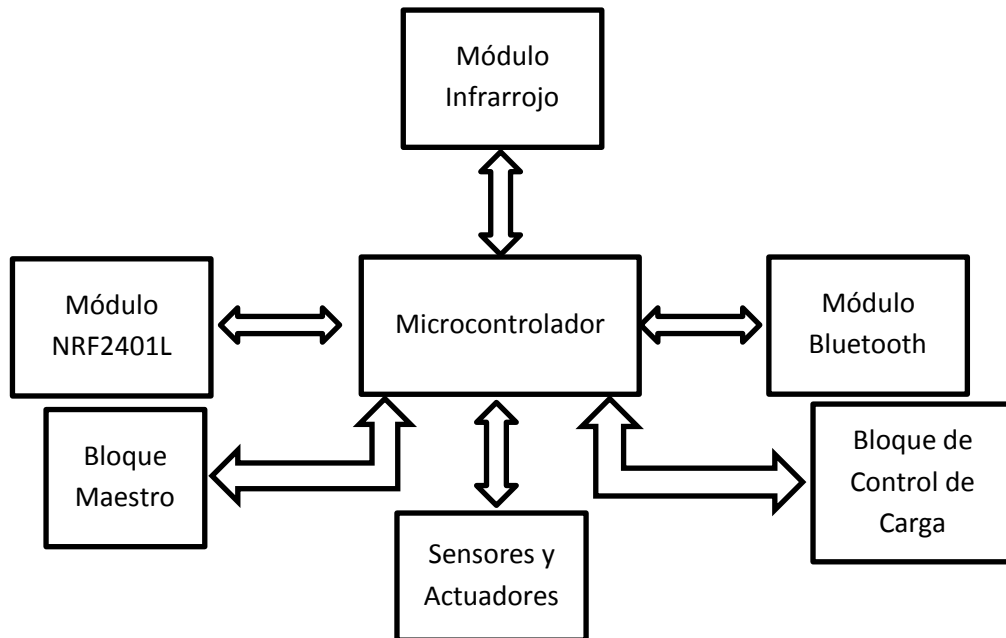 Módulo
Infrarrojo
Módulo
NRF2401L
Microcontrolador
Módulo
Bluetooth
Bloque
Maestro
Sensores y
Actuadores
Bloque de
Control de
Carga